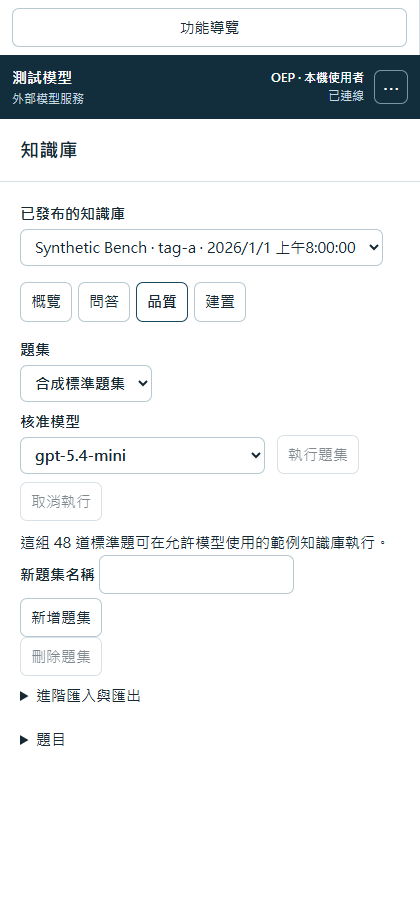 功能導覽
測試模型
外部模型服務
OEP · 本機使用者
已連線
...
知識庫
已發布的知識庫
Synthetic Bench · tag-a · 2026/1/1 上午8:00:00
概覽 問答 品質 建置
題集
合成標準題集
核准模型
gpt-5.4-mini 執行題集
取消執行
這組 48 道標準題可在允許模型使用的範例知識庫執行。
新題集名稱
新增題集
刪除題集
進階匯入與匯出
題目